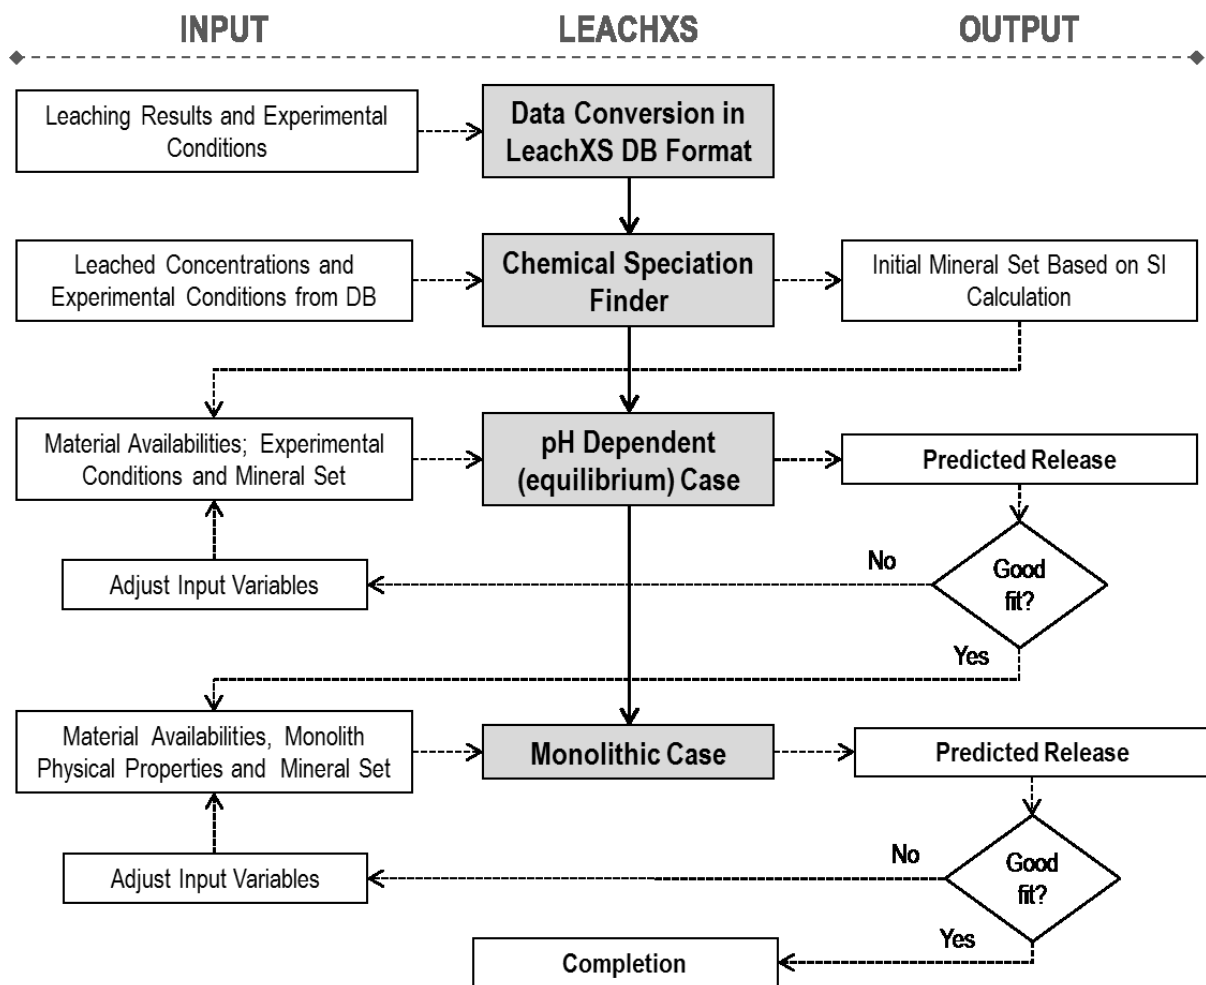 INPUT
LEACHXS
OUTPUT
Leaching Results and Experimental
Conditions
Data Conversion in
LeachXS DB Format
Leached Concentrations and
Experimental Conditions from DB
Chemical Speciation
Finder
Initial Mineral Set Based on SI
Calculation
Material Availabilities; Experimental
Conditions and Mineral Set
pH Dependent
(equilibrium) Case
Predicted Release
Adjust Input Variables
No
Good
fit?
Yes
Material Availabilities, Monolith
Physical Properties and Mineral Set
Monolithic Case
Predicted Release
Adjust Input Variables
No
Good
fit?
Yes
Completion